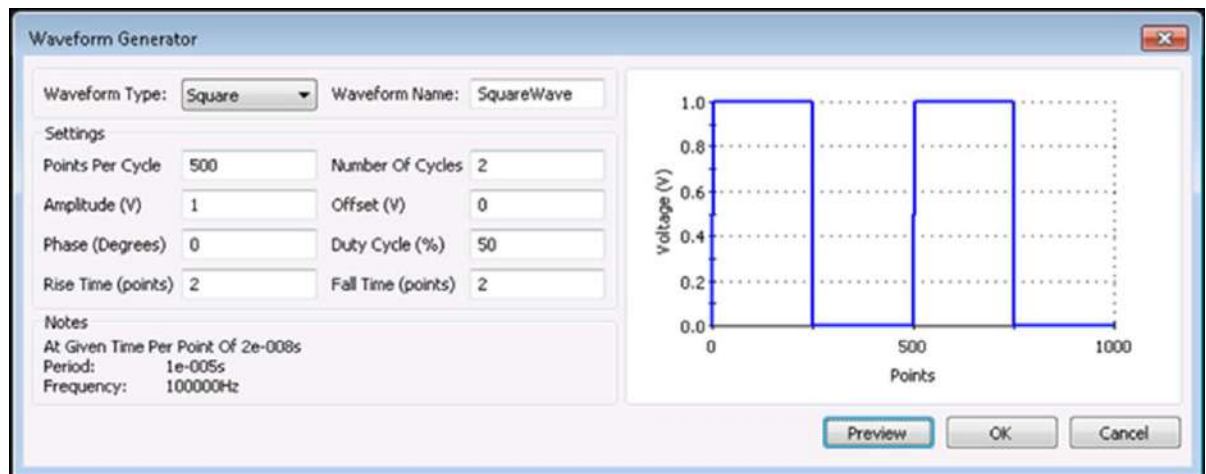 Waveform Generator
Waveform Type: Square Waveform Name: SquareWave
Settings
Points Per Cycle 500 Number Of Cycles 2
Amplitude (V) 1 Offset (V) 0
Phase (Degrees) 0 Duty Cycle (%) 50
Rise Time (points) 2 Fall Time (points) 2
Notes
At Given Time Per Point Of 2e-008s
Period: 1e-005s
Frequency: 100000Hz
Voltage (V)
1.0
0.8
0.6
0.4
0.2
0.0
0 500 1000
Points
Preview OK Cancel